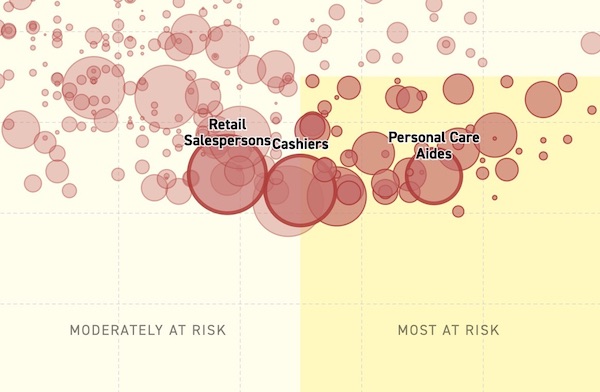 Retail
Salespersons
Cashiers
Personal Care
Aides
MODERATELY AT RISK
MOST AT RISK